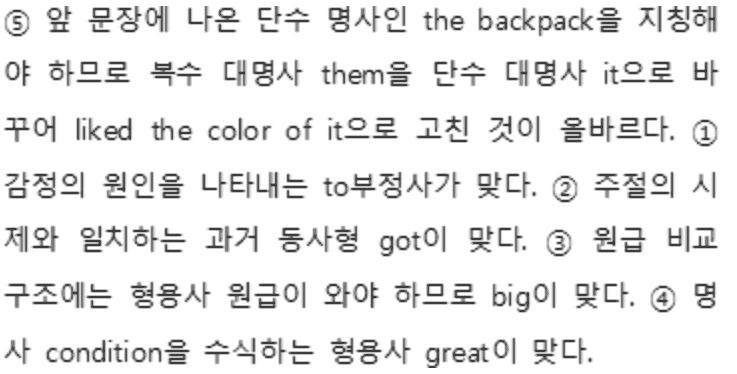 ⑤ 앞 문장에 나온 단수 명사인 the backpack을 지칭해
야 하므로 복수 대명사 them을 단수 대명사 it으로 바
꾸어 liked the color of it으로 고친 것이 올바르다. ①
감정의 원인을 나타내는 to부정사가 맞다. ② 주절의 시
제와 일치하는 과거 동사형 got이 맞다. ③ 원급 비교
구조에는 형용사 원급이 와야 하므로 big이 맞다. ④ 명
사 condition을 수식하는 형용사 great이 맞다.